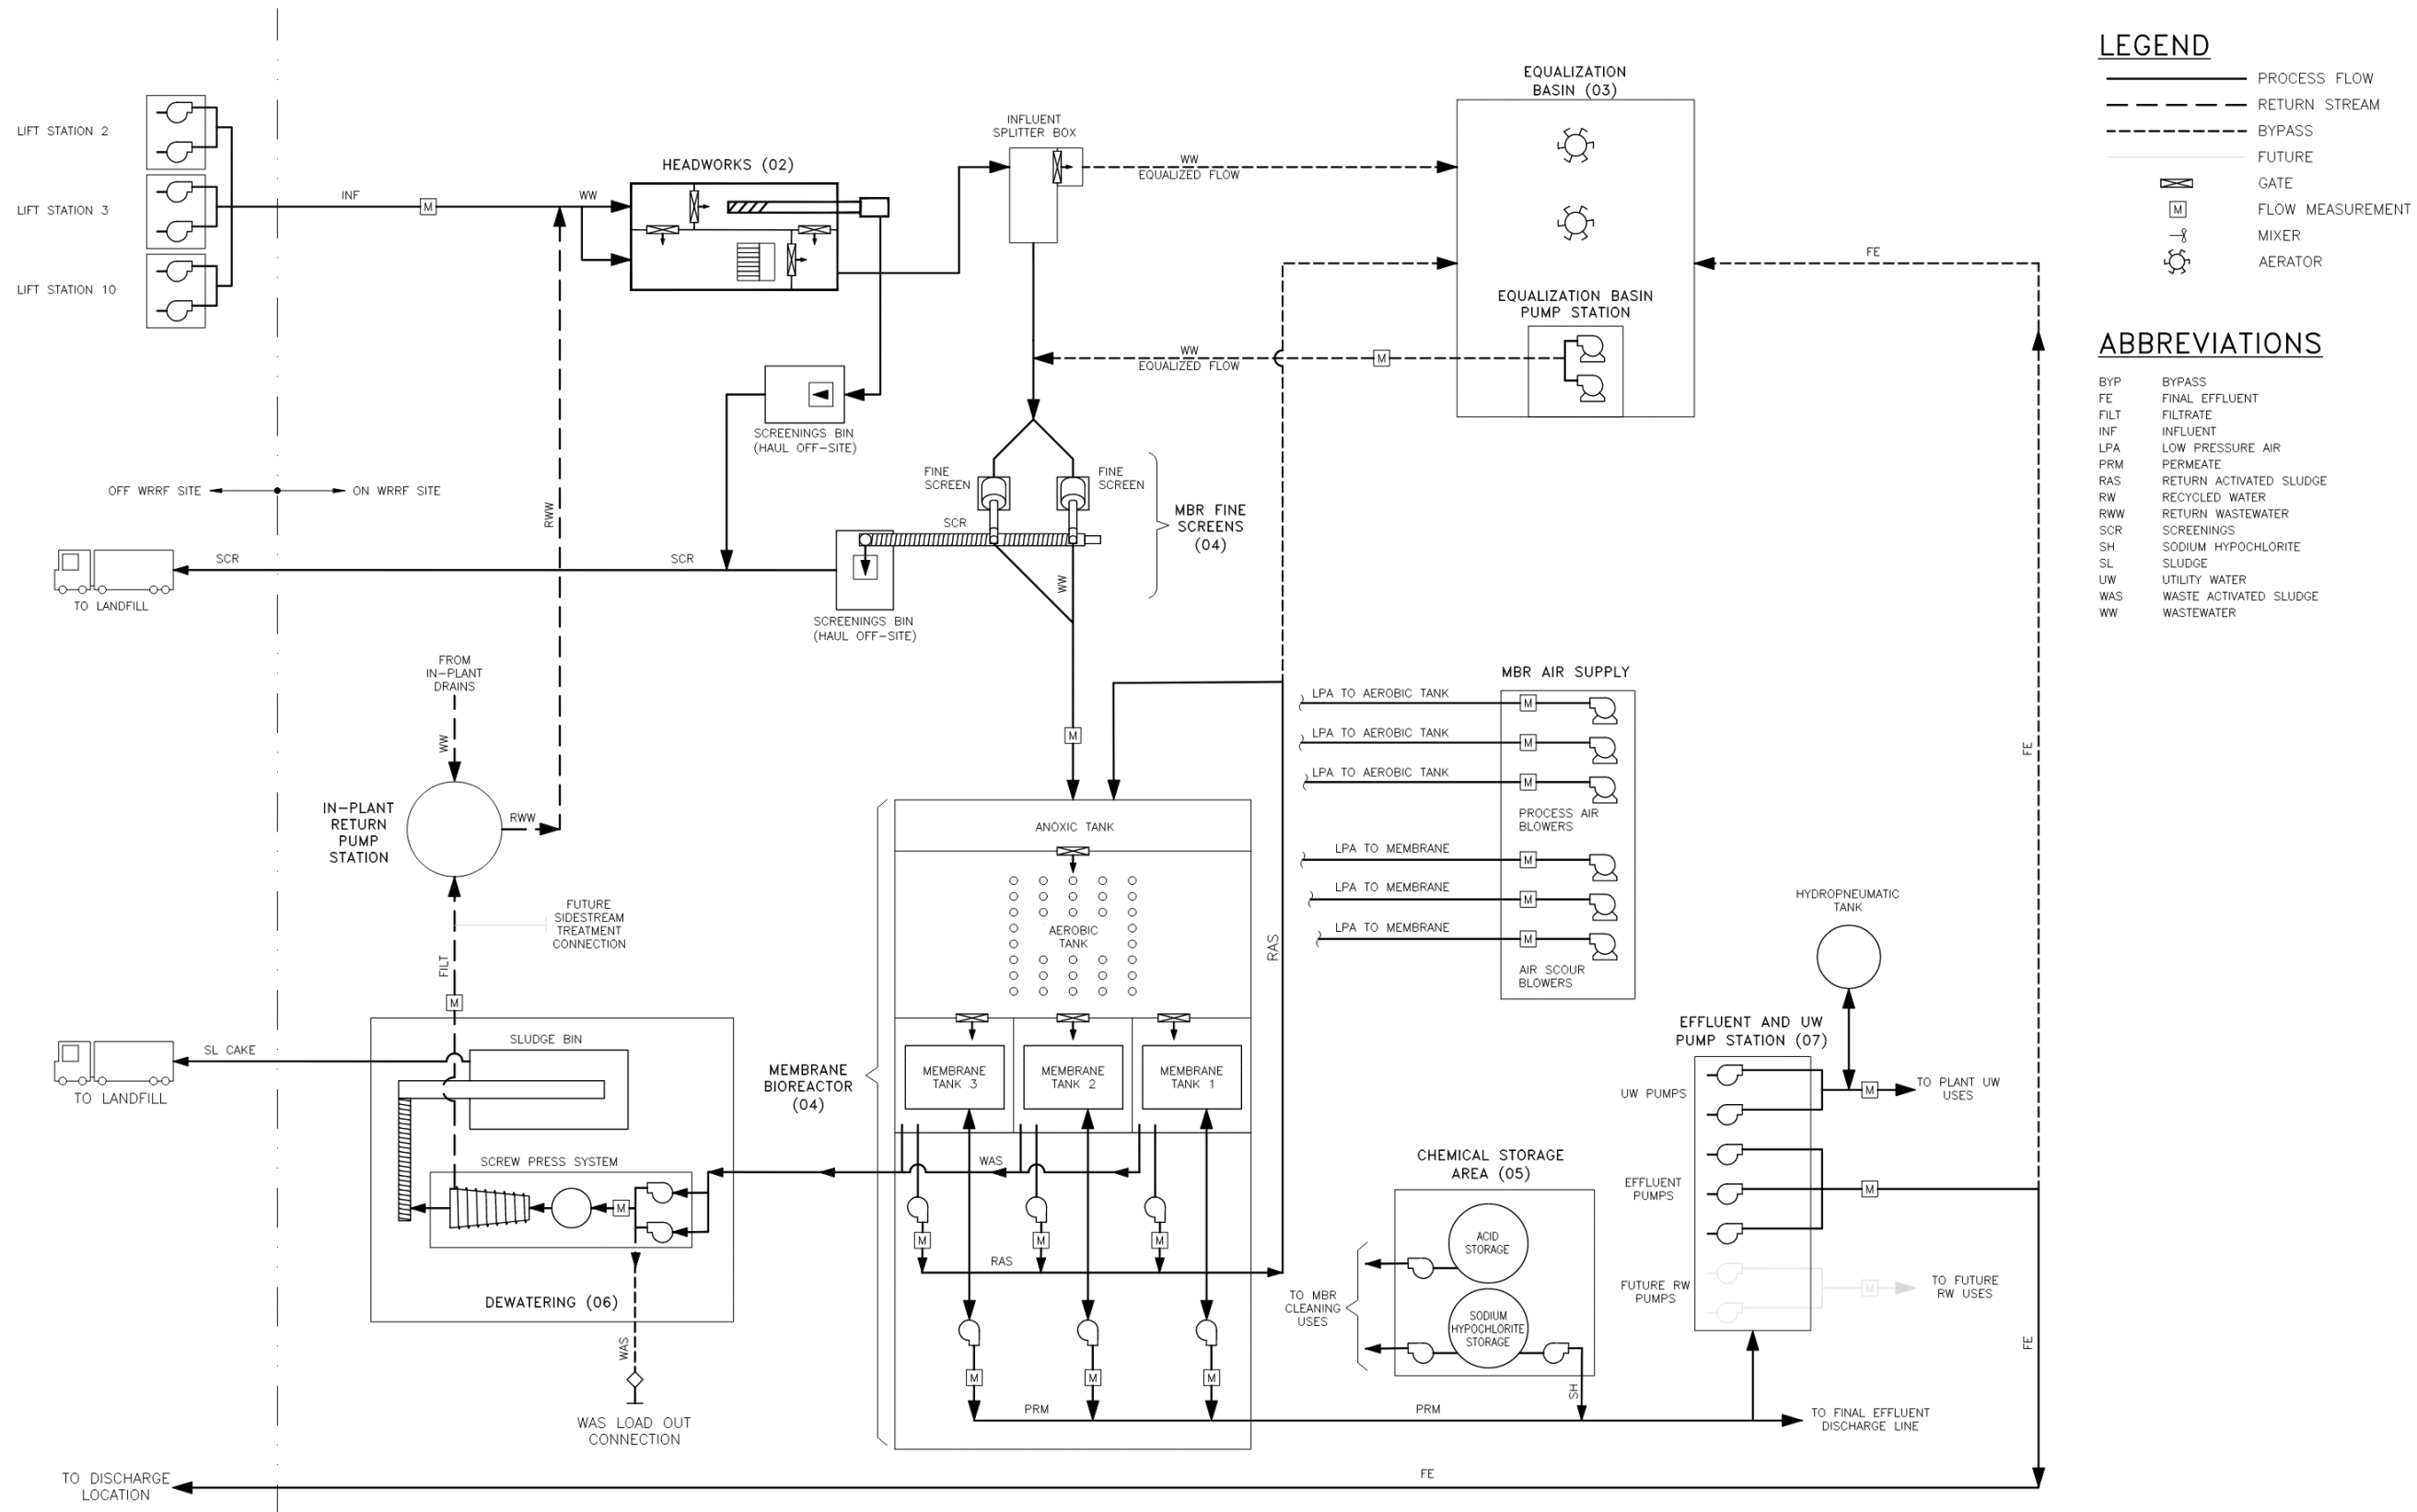 LEGEND
PROCESS FLOW
RETURN STREAM
BYPASS
FUTURE
GATE
M
FLOW MEASUREMENT
MIXER
AERATOR
ABBREVIATIONS
BYP BYPASS
FE FINAL EFFLUENT
FILT FILTRATE
INF INFLUENT
LPA LOW PRESSURE AIR
PRM PERMEATE
RAS RETURN ACTIVATED SLUDGE
RW RECYCLED WATER
RWW RETURN WASTEWATER
SCR SCREENINGS
SH SODIUM HYPOCHLORITE
SL SLUDGE
UW UTILITY WATER
WAS WASTE ACTIVATED SLUDGE
WW WASTEWATER
LIFT STATION 2
LIFT STATION 3
LIFT STATION 10
INF
M
WW
HEADWORKS (02)
INFLUENT
SPLITTER BOX
WW
EQUALIZED FLOW
EQUALIZATION
BASIN (03)
EQUALIZATION BASIN
PUMP STATION
FE
WW
EQUALIZED FLOW
M
SCREENINGS BIN
(HAUL OFF-SITE)
OFF WRRF SITE
ON WRRF SITE
RWW
FINE
SCREEN
FINE
SCREEN
MBR FINE
SCREENS
(04)
SCR
SCR
SCR
WW
TO LANDFILL
SCREENINGS BIN
(HAUL OFF-SITE)
FROM
IN-PLANT
DRAINS
WW
IN-PLANT
RETURN
PUMP
STATION
RWW
FUTURE
SIDESTREAM
TREATMENT
CONNECTION
FILT
M
M
ANOXIC TANK
AEROBIC
TANK
RAS
MBR AIR SUPPLY
LPA TO AEROBIC TANK
M
LPA TO AEROBIC TANK
M
LPA TO AEROBIC TANK
M
PROCESS AIR
BLOWERS
LPA TO MEMBRANE
M
LPA TO MEMBRANE
M
LPA TO MEMBRANE
M
AIR SCOUR
BLOWERS
FE
HYDROPNEUMATIC
TANK
EFFLUENT AND UW
PUMP STATION (07)
UW PUMPS
M
TO PLANT UW
USES
EFFLUENT
PUMPS
M
FUTURE RW
PUMPS
M
TO FUTURE
RW USES
FE
SL CAKE
TO LANDFILL
SLUDGE BIN
SCREW PRESS SYSTEM
M
DEWATERING (06)
WAS
WAS LOAD OUT
CONNECTION
MEMBRANE
BIOREACTOR
(04)
MEMBRANE
TANK 3
MEMBRANE
TANK 2
MEMBRANE
TANK 1
WAS
M
M
M
RAS
M
M
M
PRM
PRM
CHEMICAL STORAGE
AREA (05)
ACID
STORAGE
SODIUM
HYPOCHLORITE
STORAGE
TO MBR
CLEANING
USES
SH
TO FINAL EFFLUENT
DISCHARGE LINE
FE
TO DISCHARGE
LOCATION